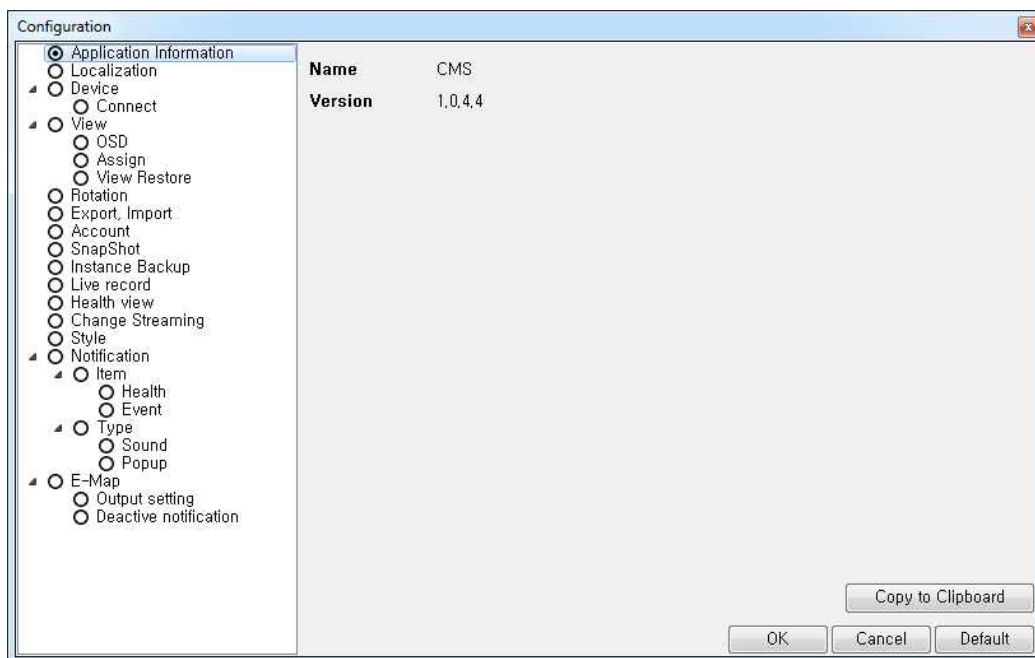 Configuration
Application Information
Localization
Device
Connect
View
OSD
Assign
View Restore
Rotation
Export, Import
Account
SnapShot
Instance Backup
Live record
Health view
Change Streaming
Style
Notification
Item
Health
Event
Type
Sound
Popup
E-Map
Output setting
Deactive notification
Name CMS
Version 1,0,4,4
Copy to Clipboard
OK Cancel Default